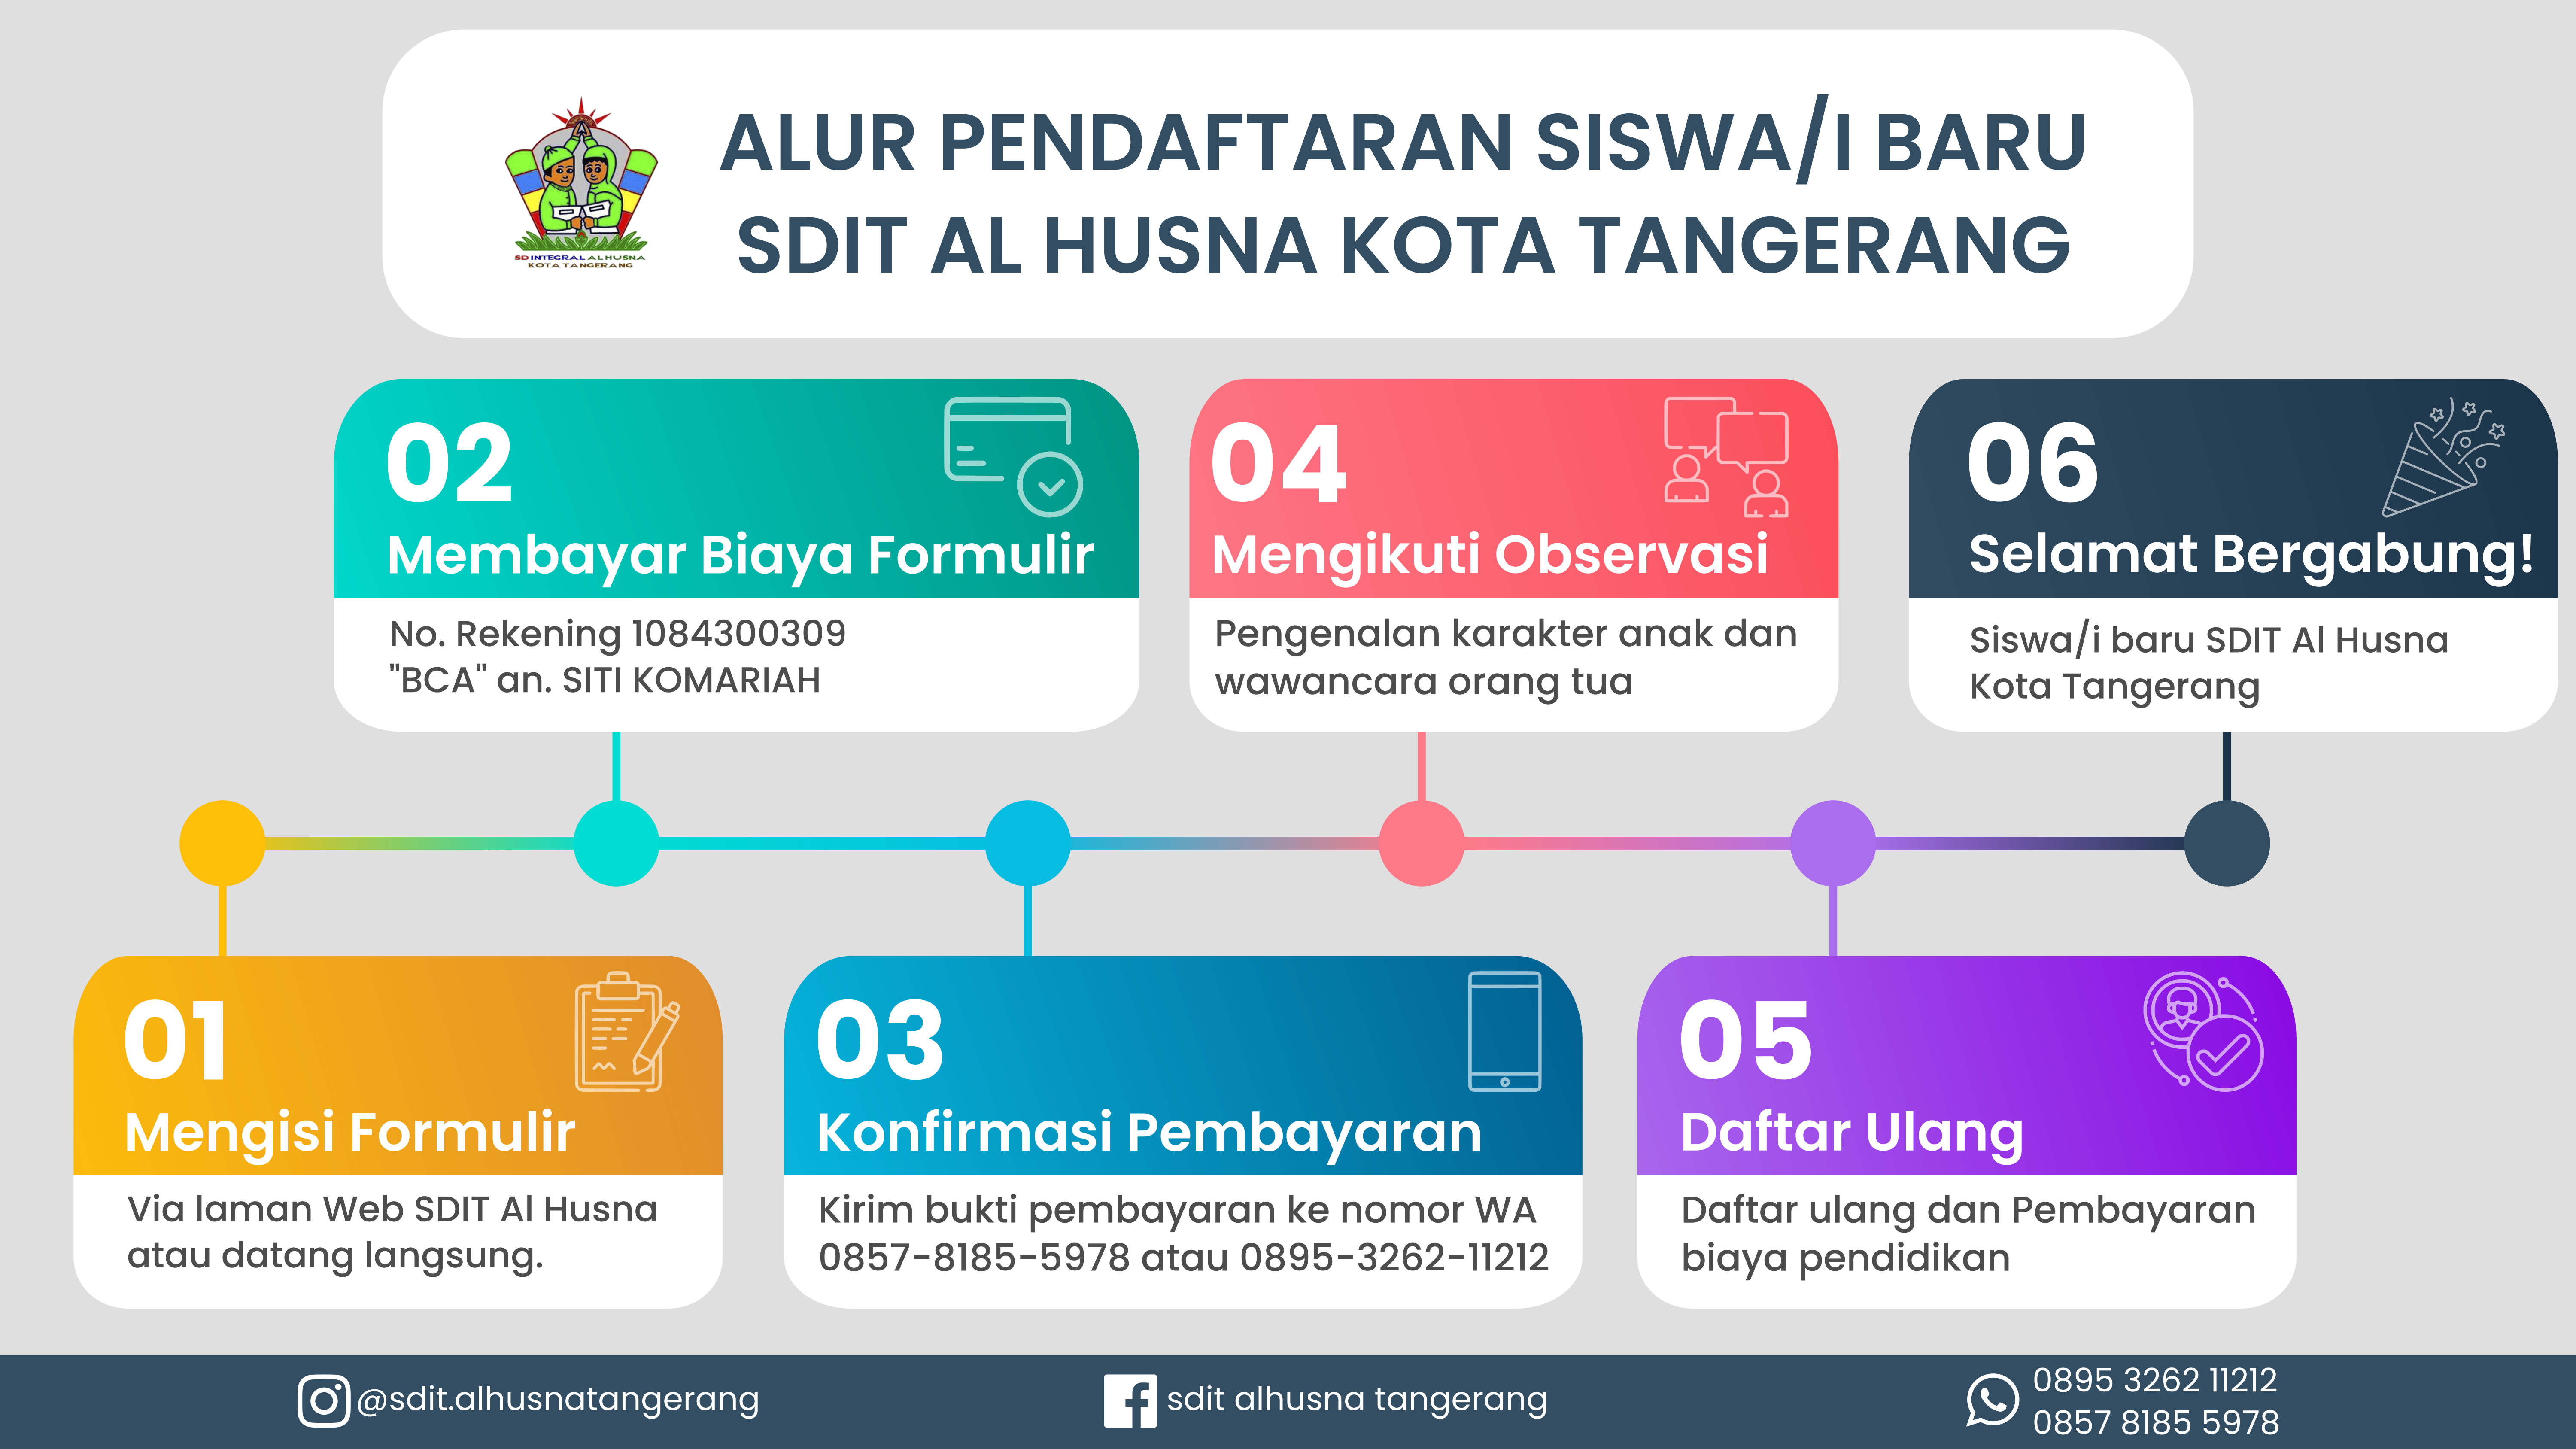 SD INTEGRAL AL HUSNA
KOTA TANGERANG
ALUR PENDAFTARAN SISWA/I BARU
SDIT AL HUSNA KOTA TANGERANG
01
Mengisi Formulir
Via laman Web SDIT Al Husna
atau datang langsung.
02
Membayar Biaya Formulir
No. Rekening 1084300309
"BCA" an. SITI KOMARIAH
03
Konfirmasi Pembayaran
Kirim bukti pembayaran ke nomor WA
0857-8185-5978 atau 0895-3262-11212
04
Mengikuti Observasi
Pengenalan karakter anak dan
wawancara orang tua
05
Daftar Ulang
Daftar ulang dan Pembayaran
biaya pendidikan
06
Selamat Bergabung!
Siswa/i baru SDIT Al Husna
Kota Tangerang
@sdit.alhusnatangerang
sdit alhusna tangerang
0895 3262 11212
0857 8185 5978